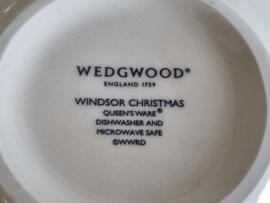 WEDGWOOD®
ENGLAND 1759
WINDSOR CHRISTMAS
QUEEN'S WARE®
DISHWASHER AND
MICROWAVE SAFE
©WWRD